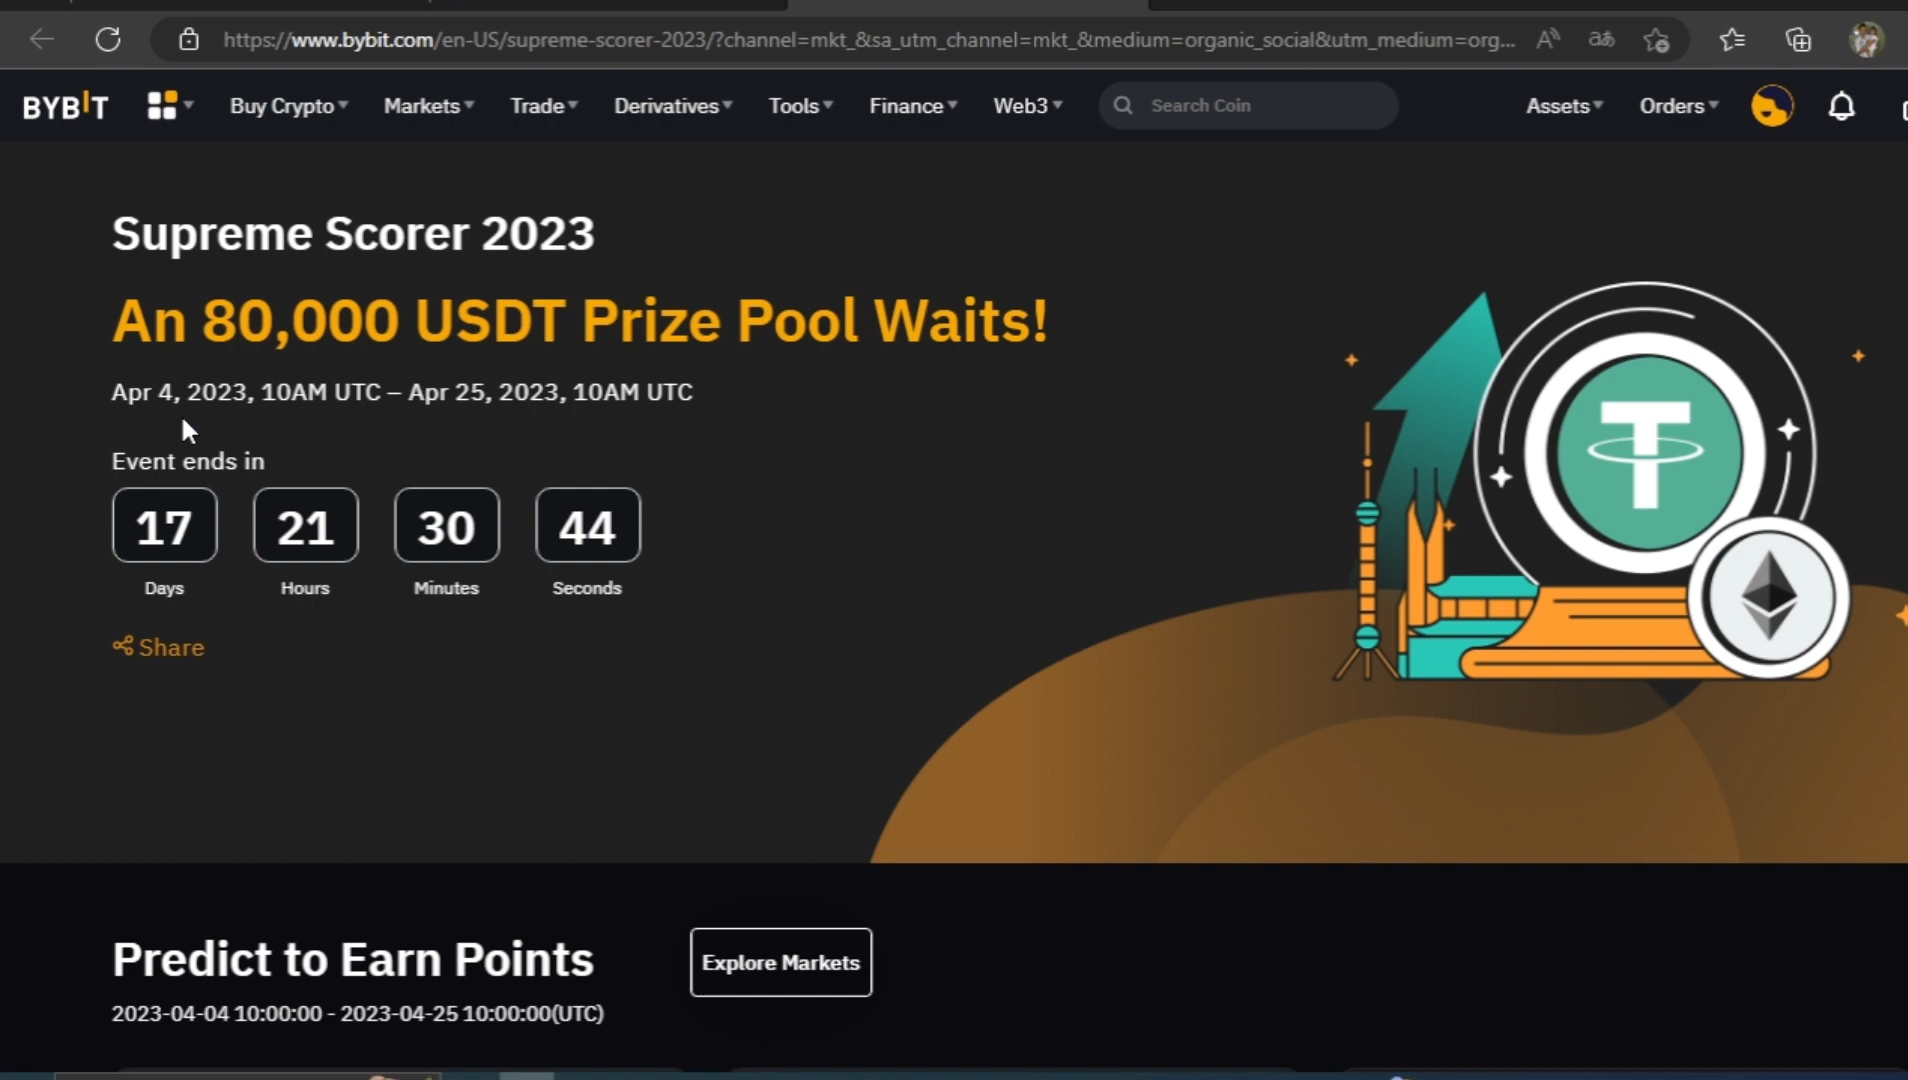 https://www.bybit.com/en-US/supreme-scorer-2023/?channel=mkt_&sa_utm_channel=mkt_&medium=organic_social&utm_medium=org...
BYBIT Buy Crypto Markets Trade Derivatives Tools Finance Web3 Search Coin Assets Orders
Supreme Scorer 2023
An 80,000 USDT Prize Pool Waits!
Apr 4, 2023, 10AM UTC – Apr 25, 2023, 10AM UTC
Event ends in
17 21 30 44
Days Hours Minutes Seconds
Share
Predict to Earn Points
Explore Markets
2023-04-04 10:00:00 - 2023-04-25 10:00:00(UTC)